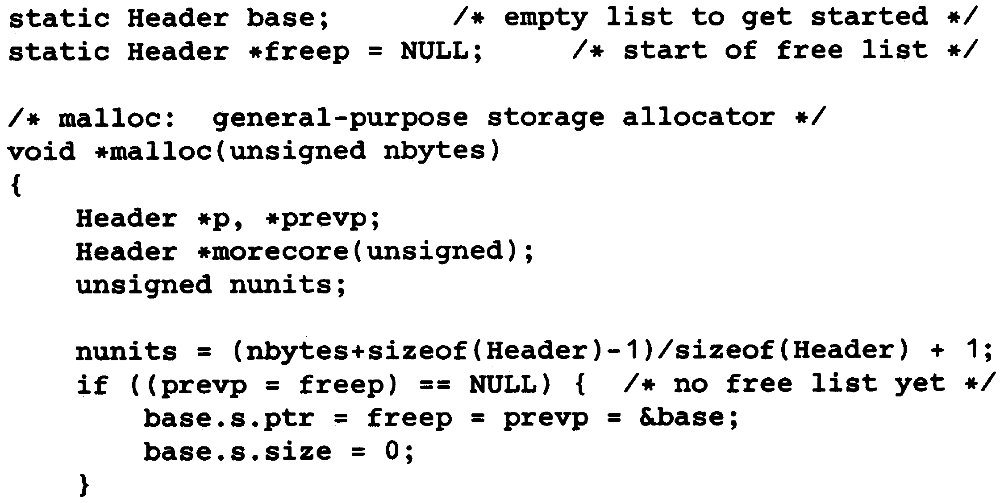 static Header base;       /* empty list to get started */
static Header *freep = NULL;     /* start of free list */

/* malloc:  general-purpose storage allocator */
void *malloc(unsigned nbytes)
{
    Header *p, *prevp;
    Header *morecore(unsigned);
    unsigned nunits;

    nunits = (nbytes+sizeof(Header)-1)/sizeof(Header) + 1;
    if ((prevp = freep) == NULL) {  /* no free list yet */
        base.s.ptr = freep = prevp = &base;
        base.s.size = 0;
    }